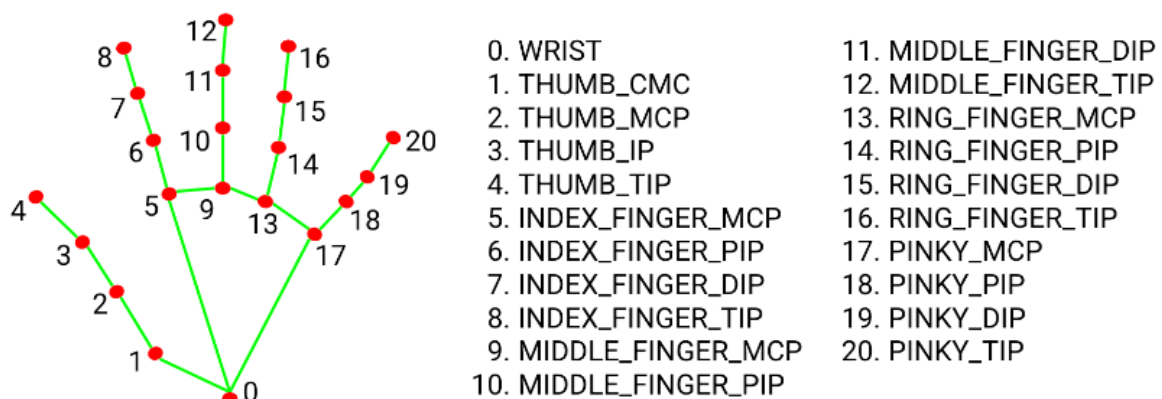 12
8
16
11
7
15
6
10
20
14
19
4
5
9
13
18
3
17
2
1
0
0. WRIST
1. THUMB_CMC
2. THUMB_MCP
3. THUMB_IP
4. THUMB_TIP
5. INDEX_FINGER_MCP
6. INDEX_FINGER_PIP
7. INDEX_FINGER_DIP
8. INDEX_FINGER_TIP
9. MIDDLE_FINGER_MCP
10. MIDDLE_FINGER_PIP
11. MIDDLE_FINGER_DIP
12. MIDDLE_FINGER_TIP
13. RING_FINGER_MCP
14. RING_FINGER_PIP
15. RING_FINGER_DIP
16. RING_FINGER_TIP
17. PINKY_MCP
18. PINKY_PIP
19. PINKY_DIP
20. PINKY_TIP